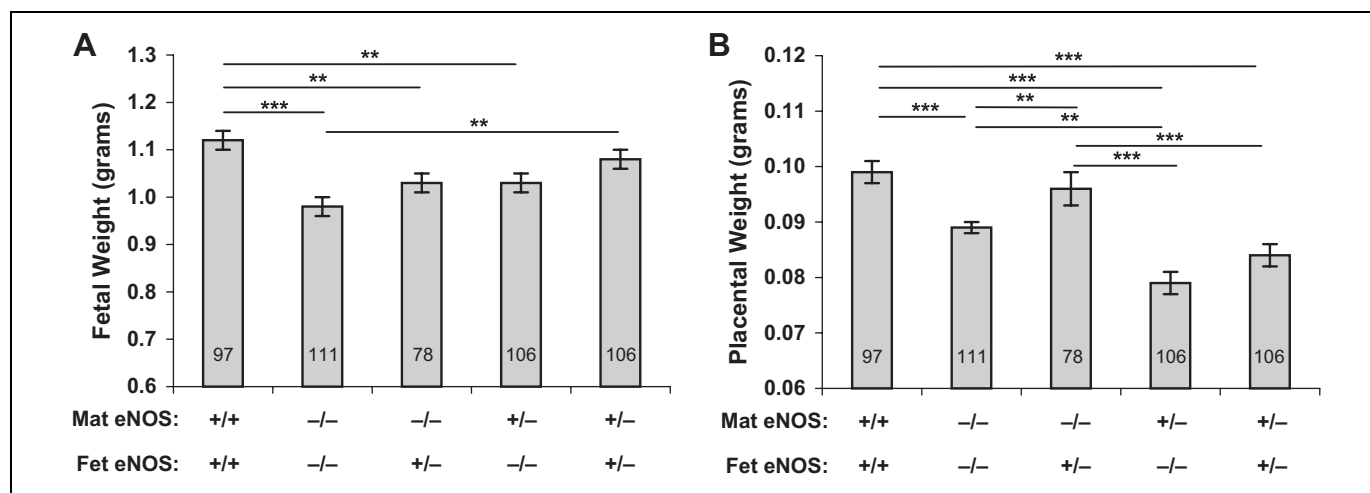 A
1.3
1.2
1.1
1.0
0.9
0.8
0.7
0.6
Fetal Weight (grams)
**
**
***
**
97 111 78 106 106
Mat eNOS: +/+ –/– –/– +/– +/–
Fet eNOS: +/+ –/– +/– –/– +/–
B
0.12
0.11
0.10
0.09
0.08
0.07
0.06
Placental Weight (grams)
***
***
**
***
**
***
***
97 111 78 106 106
Mat eNOS: +/+ –/– –/– +/– +/–
Fet eNOS: +/+ –/– +/– –/– +/–